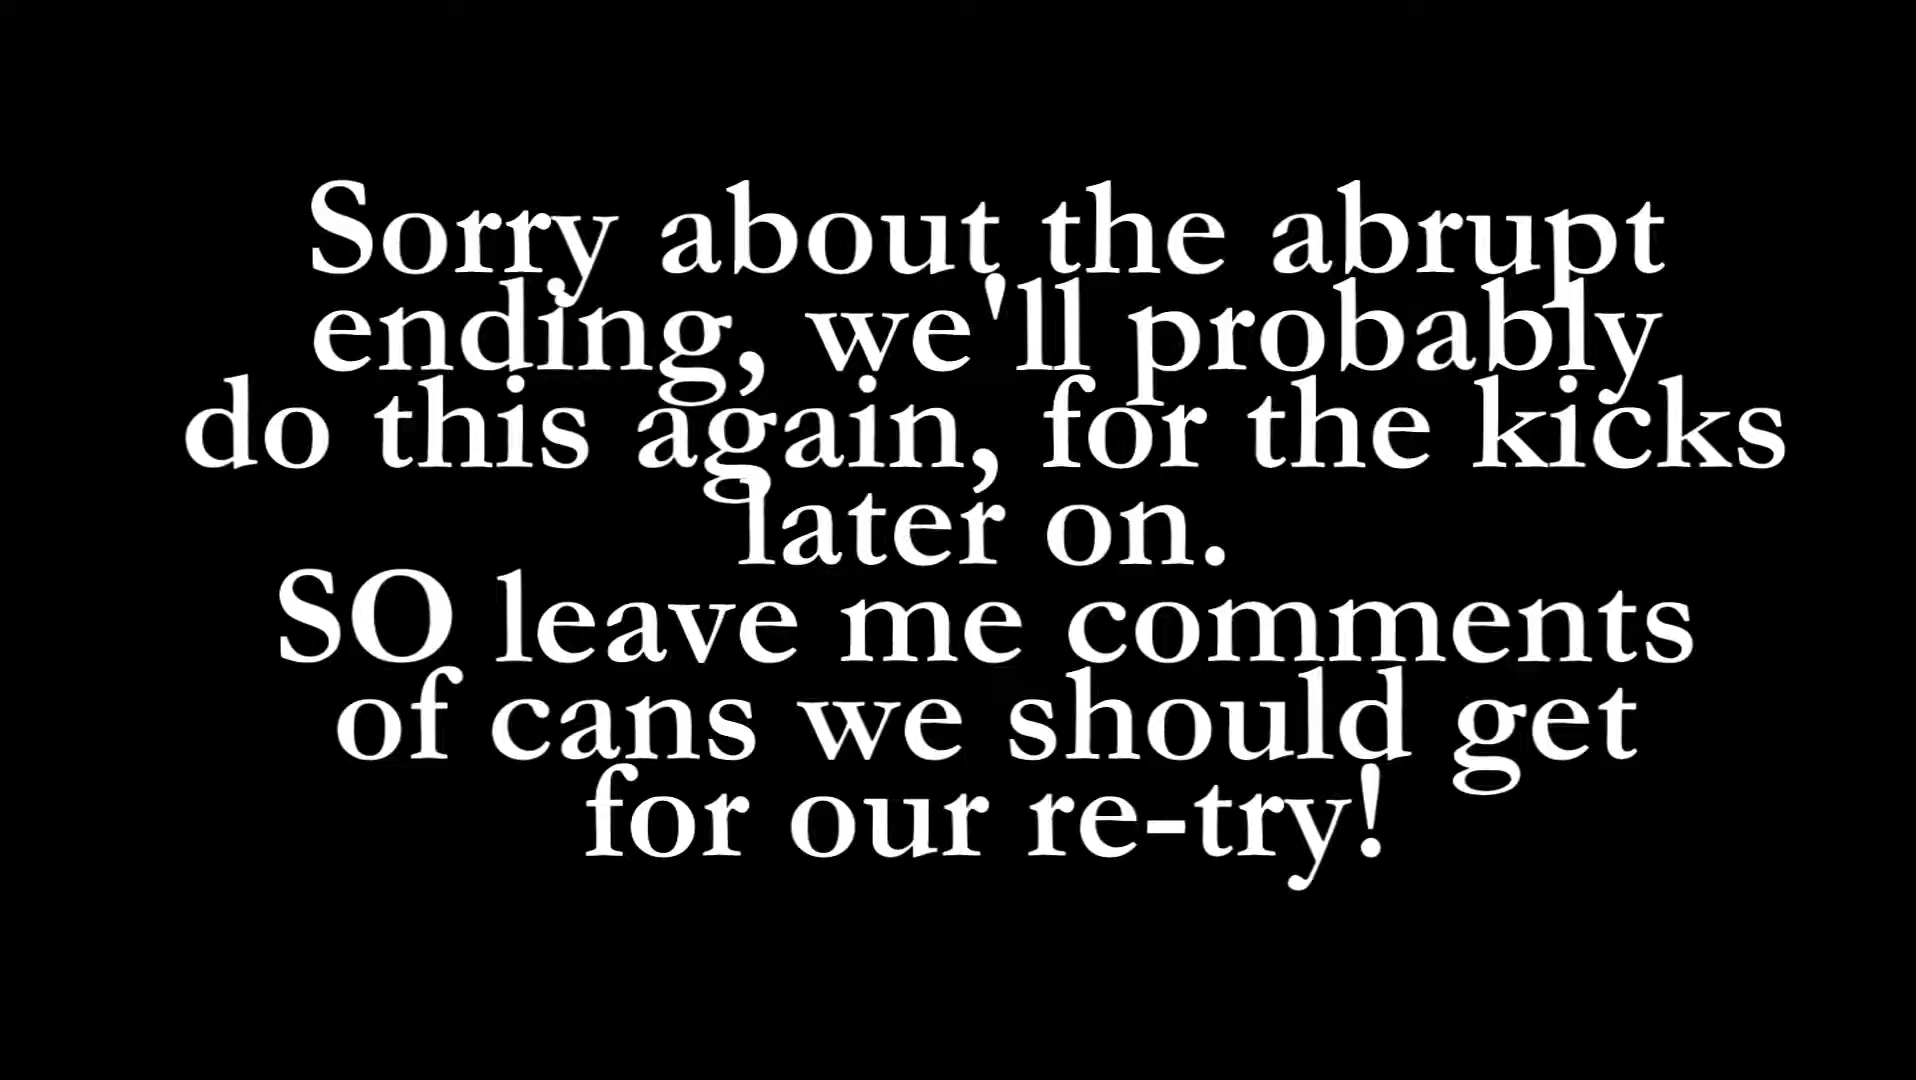 Sorry about the abrupt
ending, we'll probably
do this again, for the kicks
later on.
SO leave me comments
of cans we should get
for our re-try!